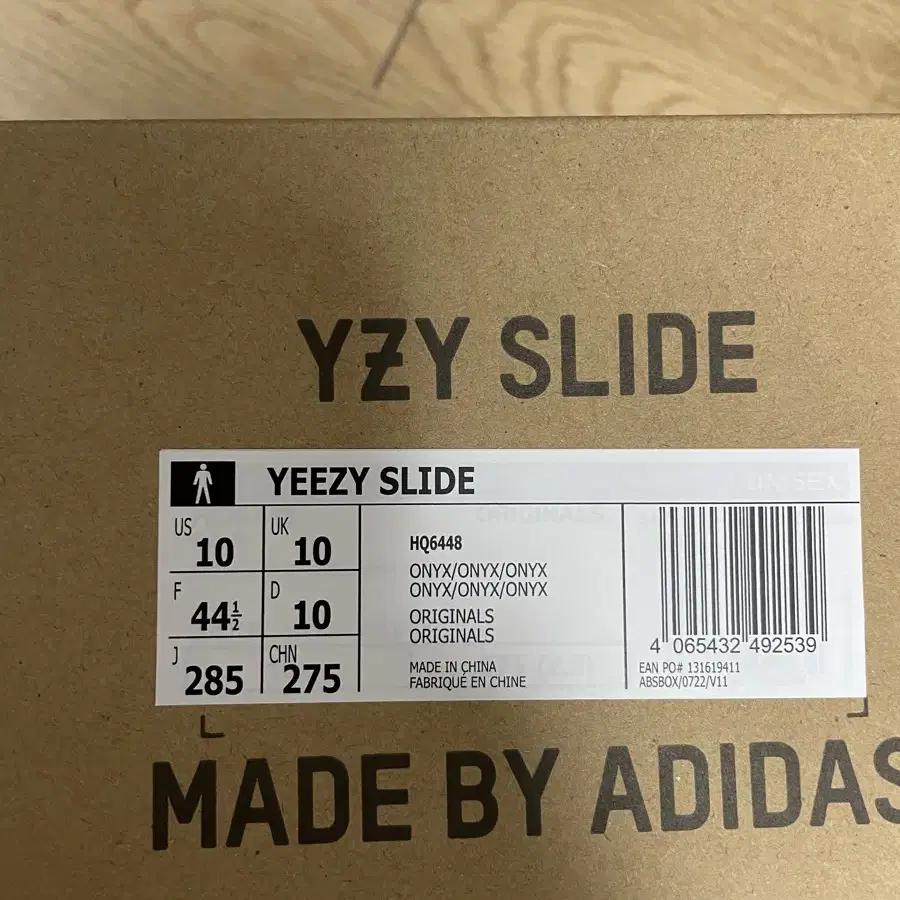 YZY SLIDE
YEEZY SLIDE
UNISEX
US 10 UK 10
F 44½ D 10
J 285 CHN 275
HQ6448
ONYX/ONYX/ONYX
ONYX/ONYX/ONYX
ORIGINALS
ORIGINALS
MADE IN CHINA
FABRIQUÉ EN CHINE
4 065432 492539
EAN PO# 131619411
ABSBOX/0722/V11
MADE BY ADIDAS